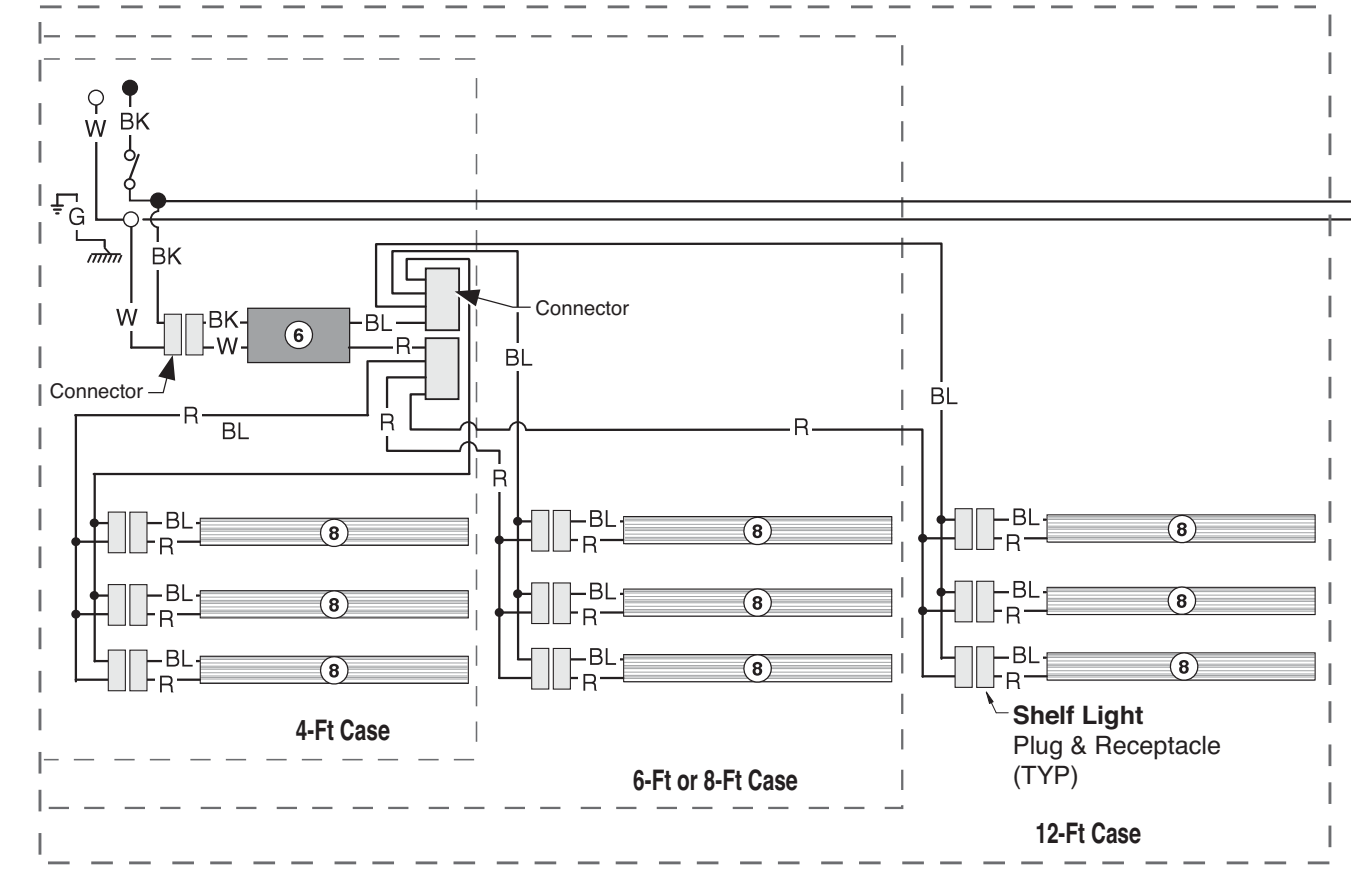 W
BK
G
BK
W
BK
W
6
BL
R
Connector
Connector
BL
BL
R
BL
R
R
R
BL
R
8
BL
R
8
BL
R
8
BL
R
8
BL
R
8
BL
R
8
BL
R
8
BL
R
8
BL
R
8
4-Ft Case
Shelf Light
Plug & Receptacle
(TYP)
6-Ft or 8-Ft Case
12-Ft Case